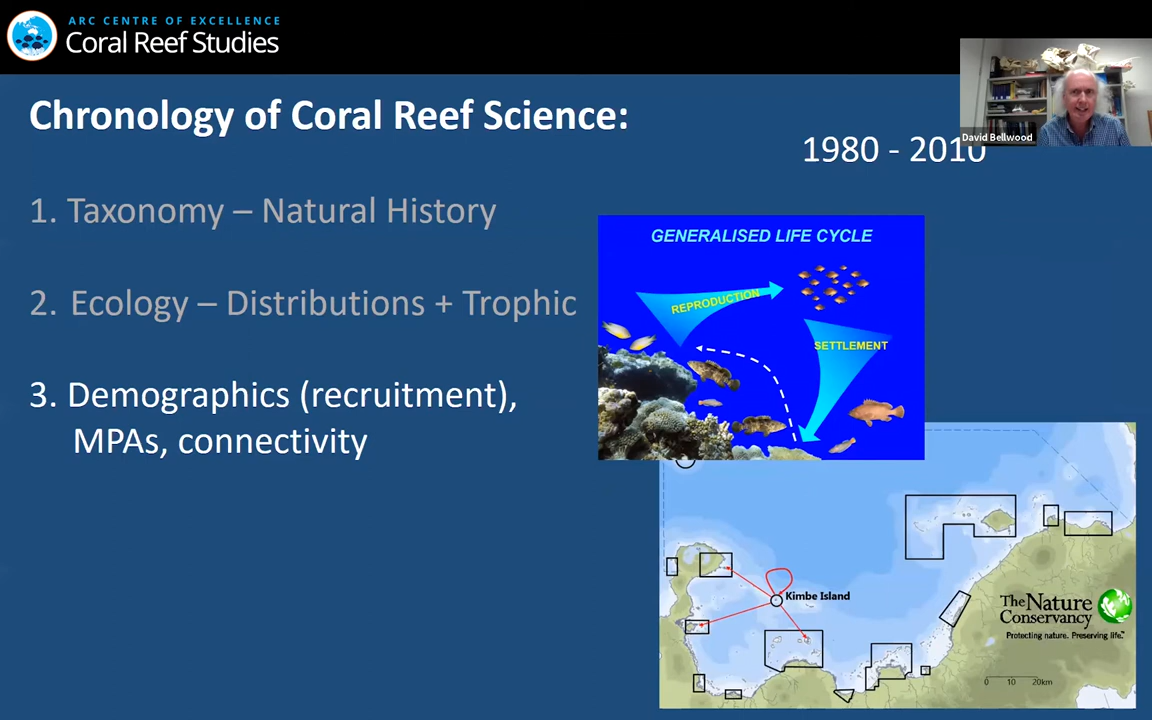 ARC CENTRE OF EXCELLENCE
Coral Reef Studies
Chronology of Coral Reef Science:
David Bellwood
1980 - 2010
1. Taxonomy – Natural History
2. Ecology – Distributions + Trophic
3. Demographics (recruitment),
MPAs, connectivity
GENERALISED LIFE CYCLE
REPRODUCTION
SETTLEMENT
Kimbe Island
The Nature
Conservancy
Protecting nature. Preserving life.™
0 10 20km